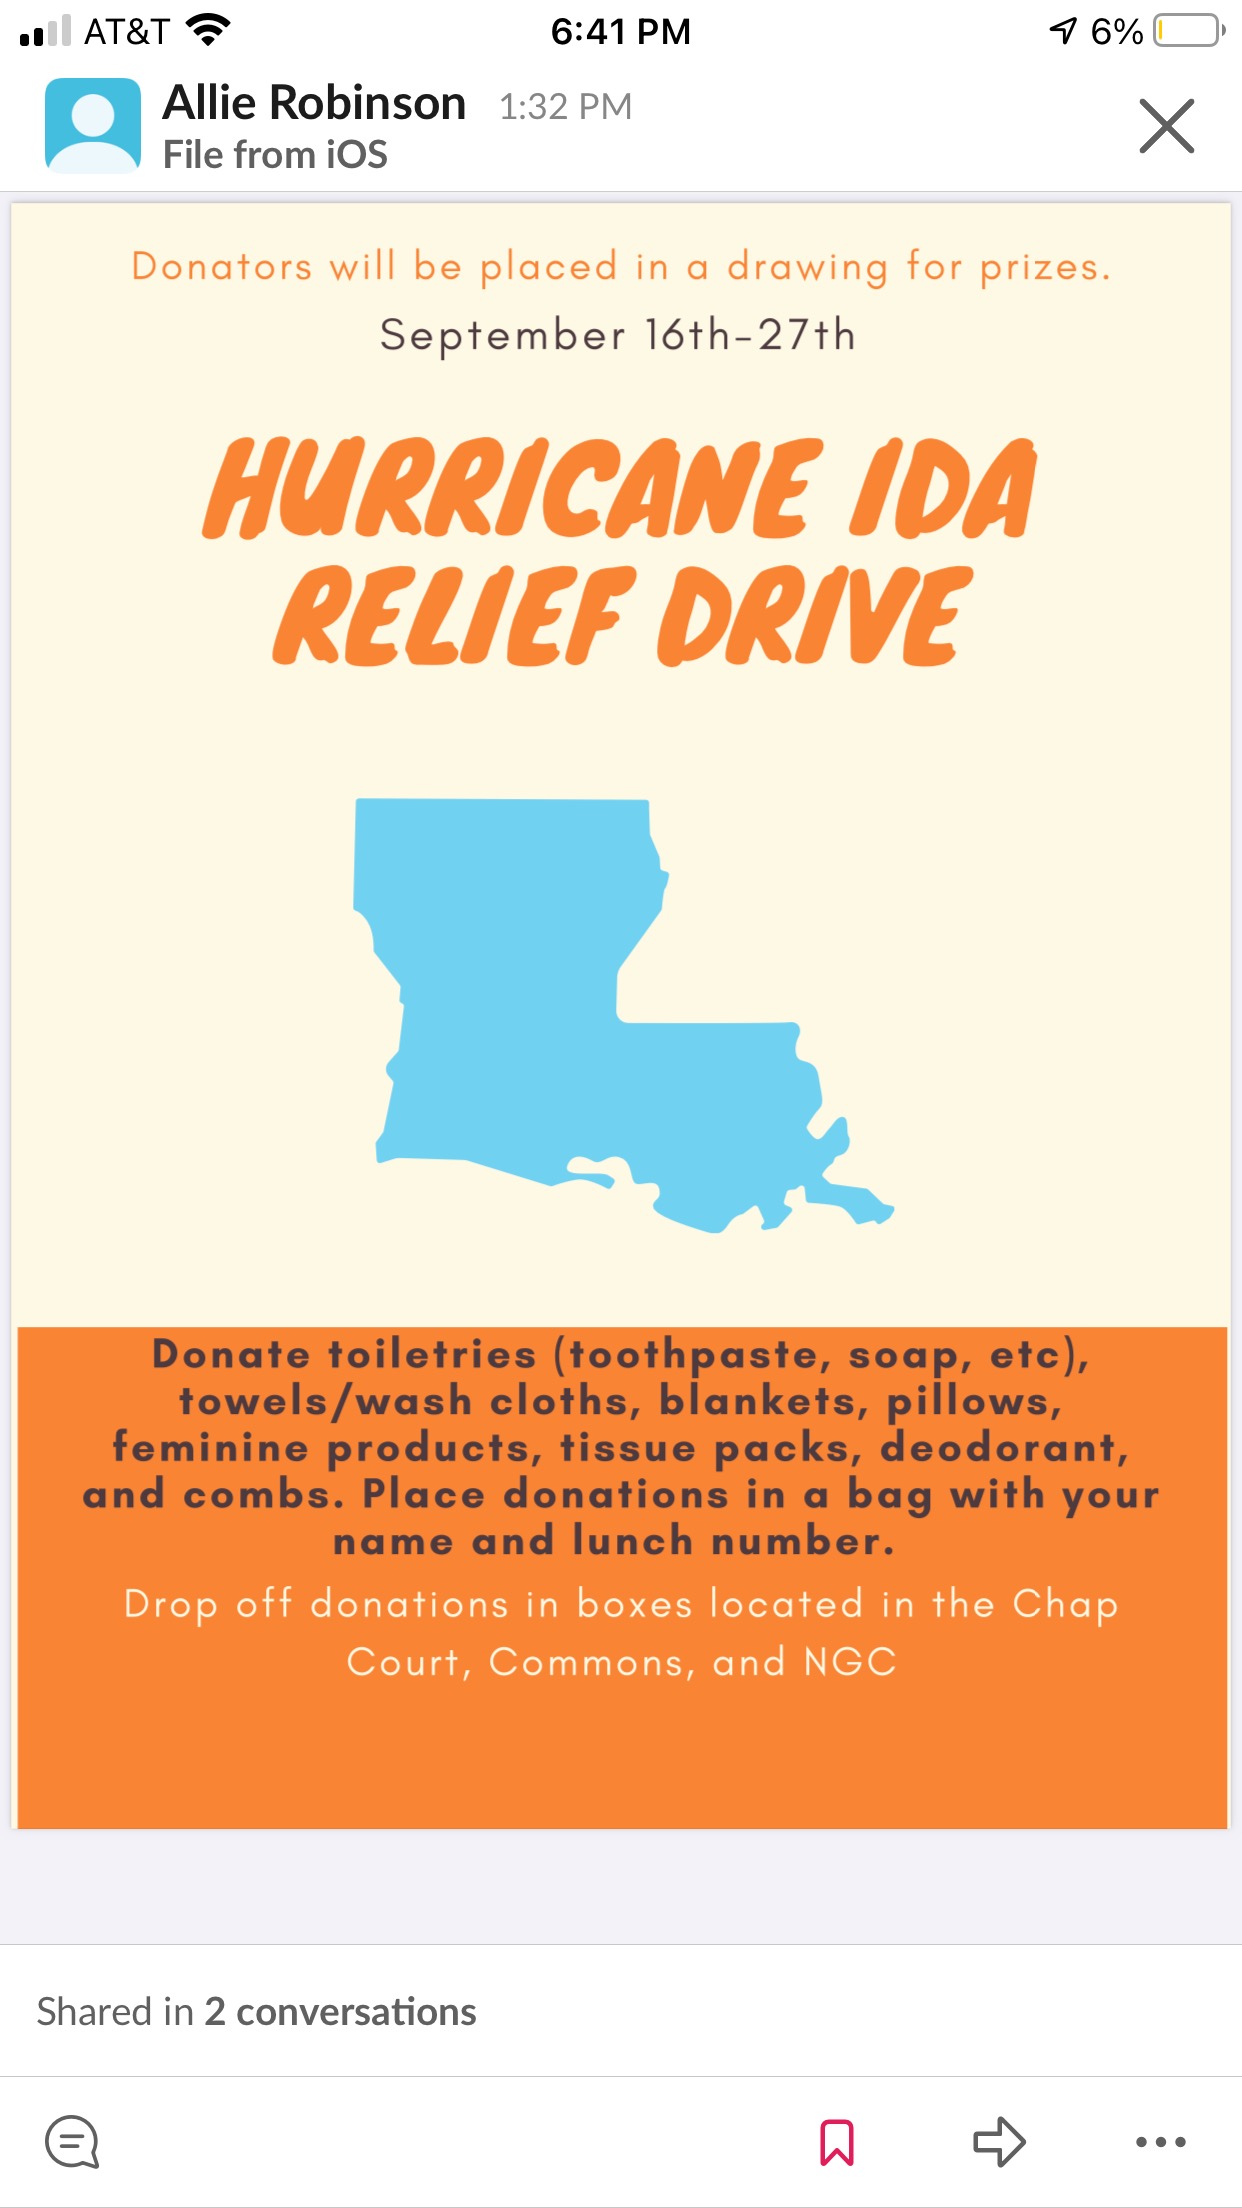 AT&T 6:41 PM 6%
Allie Robinson 1:32 PM
File from iOS
Donators will be placed in a drawing for prizes.
September 16th-27th
HURRICANE IDA
RELIEF DRIVE
Donate toiletries (toothpaste, soap, etc),
towels/wash cloths, blankets, pillows,
feminine products, tissue packs, deodorant,
and combs. Place donations in a bag with your
name and lunch number.
Drop off donations in boxes located in the Chap
Court, Commons, and NGC
Shared in 2 conversations